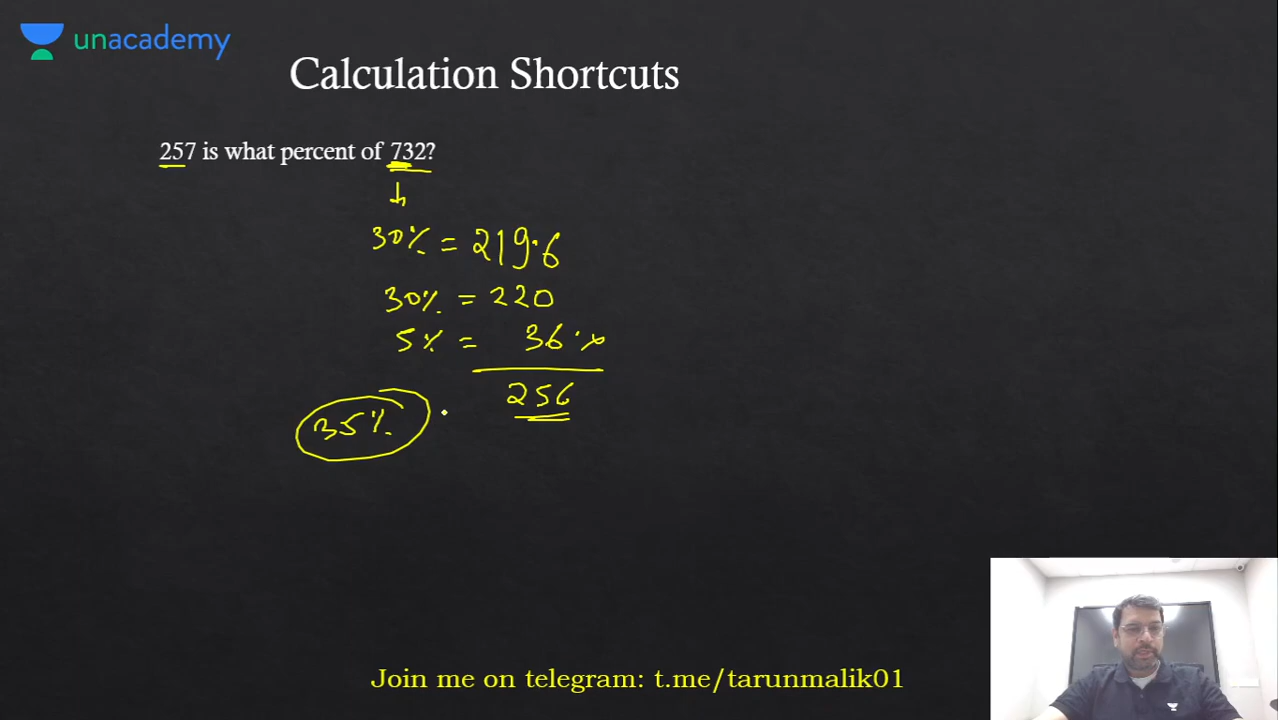 unacademy
Calculation Shortcuts
257 is what percent of 732?
30% = 219.6
30% = 220
5% = 36.x
256
35%
Join me on telegram: t.me/tarunmalik01